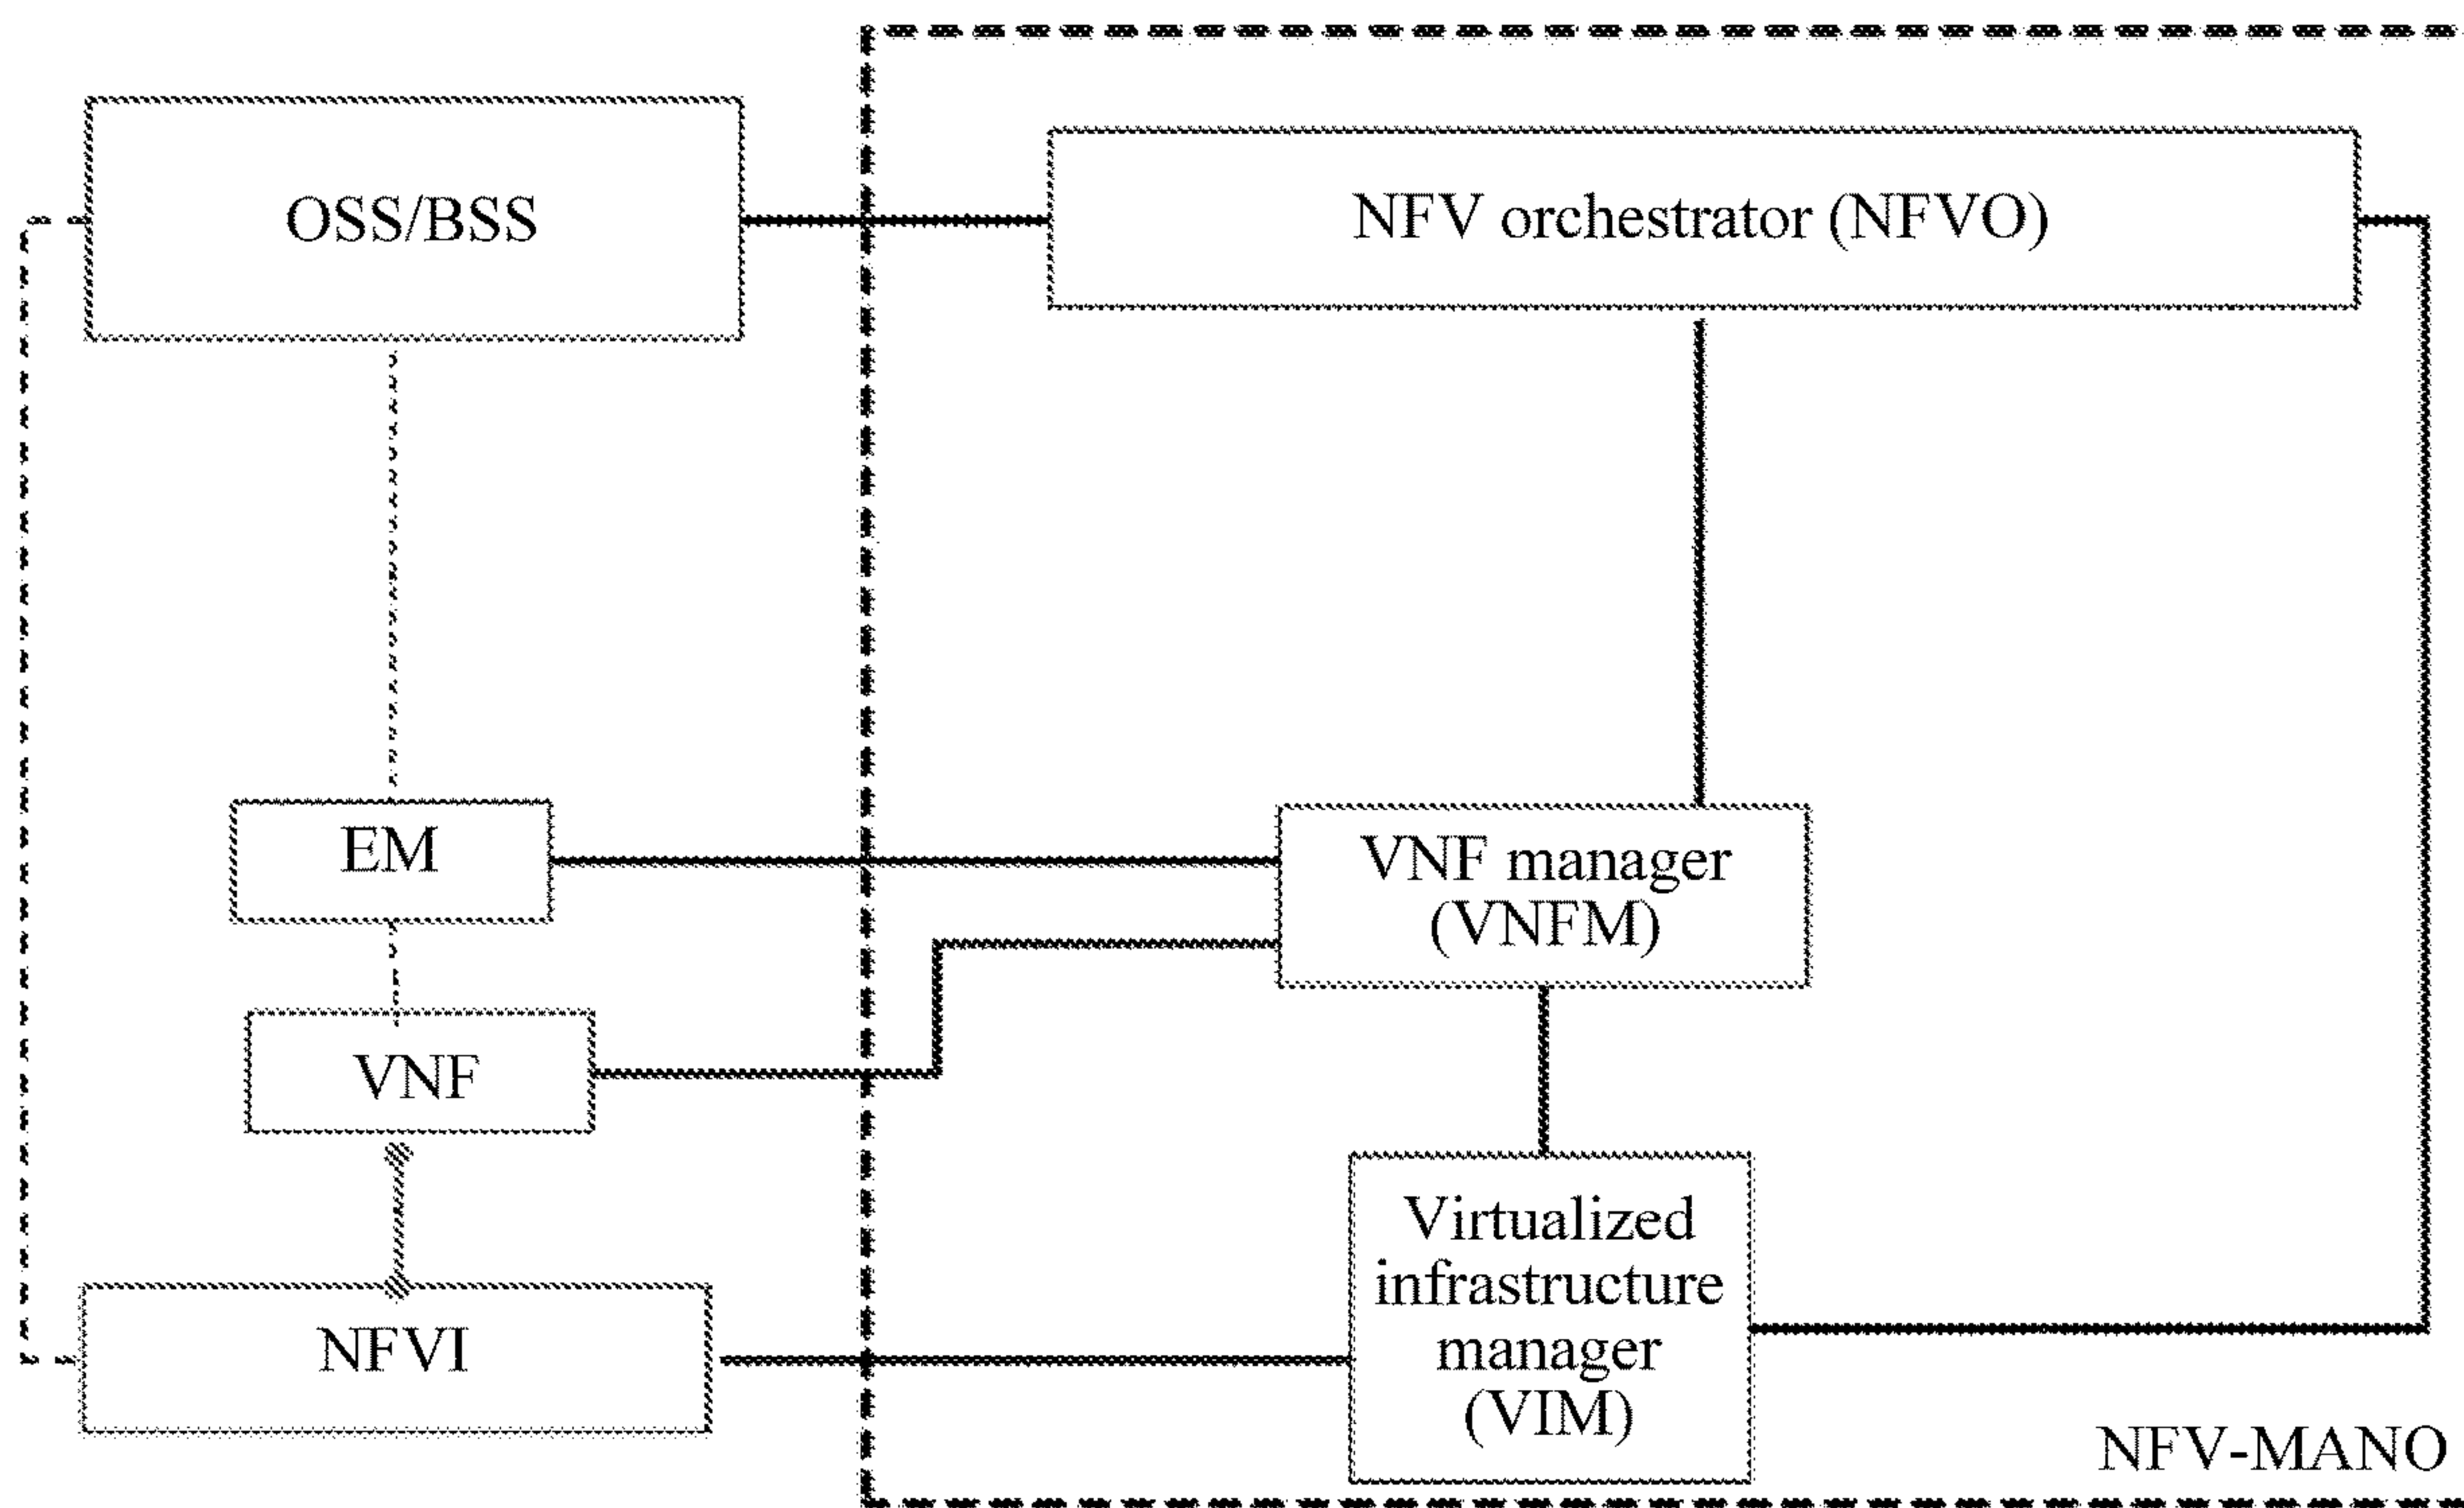 OSS/BSS
NFV orchestrator (NFVO)
EM
VNF manager
(VNFM)
VNF
Virtualized
infrastructure
manager
(VIM)
NFVI
NFV-MANO